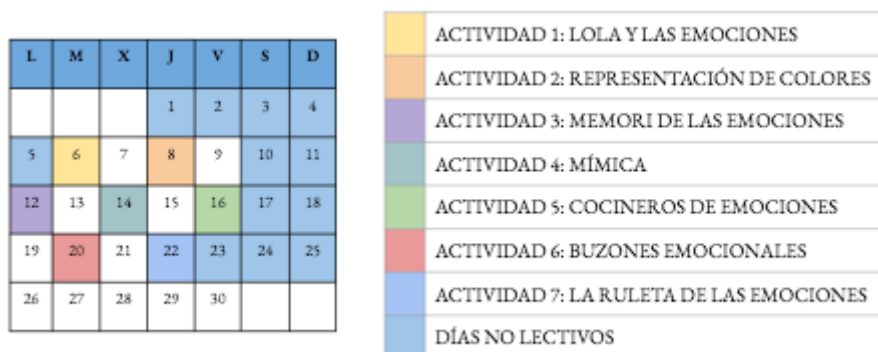 L M X J V S D
1 2 3 4
5 6 7 8 9 10 11
12 13 14 15 16 17 18
19 20 21 22 23 24 25
26 27 28 29 30
ACTIVIDAD 1: LOLA Y LAS EMOCIONES
ACTIVIDAD 2: REPRESENTACIÓN DE COLORES
ACTIVIDAD 3: MEMORI DE LAS EMOCIONES
ACTIVIDAD 4: MÍMICA
ACTIVIDAD 5: COCINEROS DE EMOCIONES
ACTIVIDAD 6: BUZONES EMOCIONALES
ACTIVIDAD 7: LA RULETA DE LAS EMOCIONES
DÍAS NO LECTIVOS